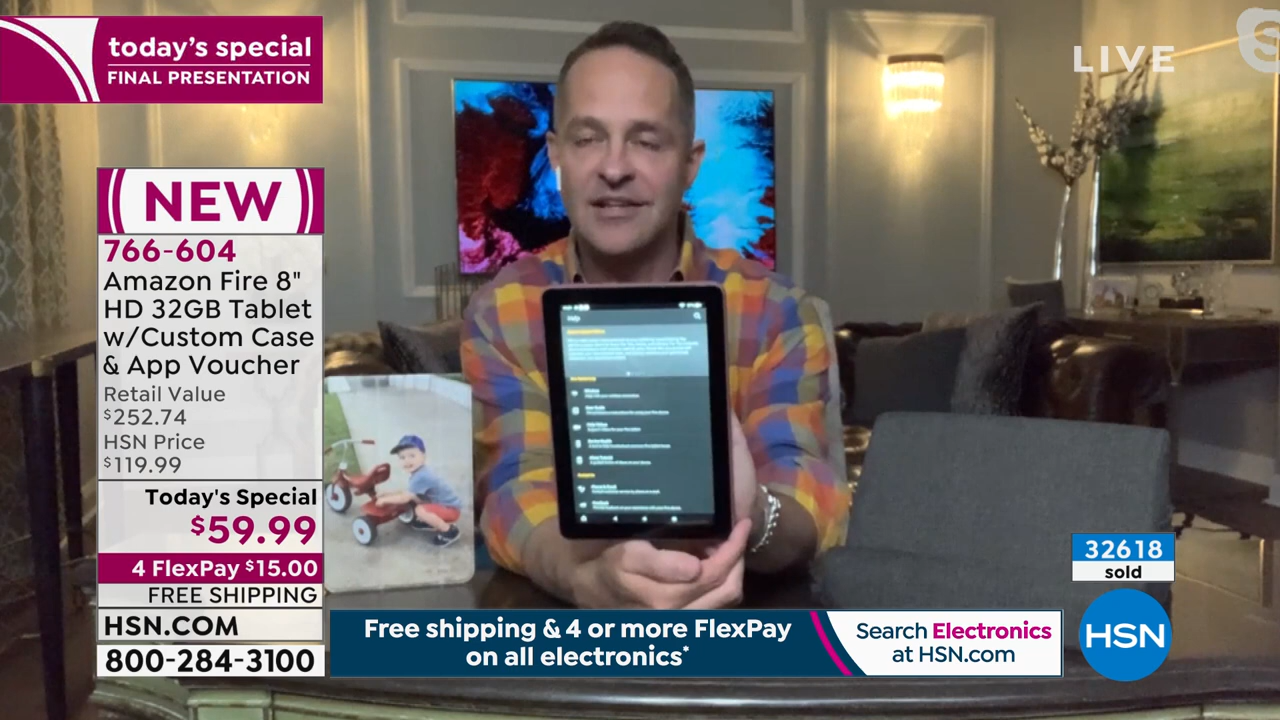 today's special
FINAL PRESENTATION
LIVE
NEW
766-604
Amazon Fire 8"
HD 32GB Tablet
w/Custom Case
& App Voucher
Retail Value
$252.74
HSN Price
$119.99
Today's Special
$59.99
4 FlexPay $15.00
FREE SHIPPING
HSN.COM
800-284-3100
Help
Free shipping & 4 or more FlexPay
on all electronics*
Search Electronics
at HSN.com
32618
sold
HSN